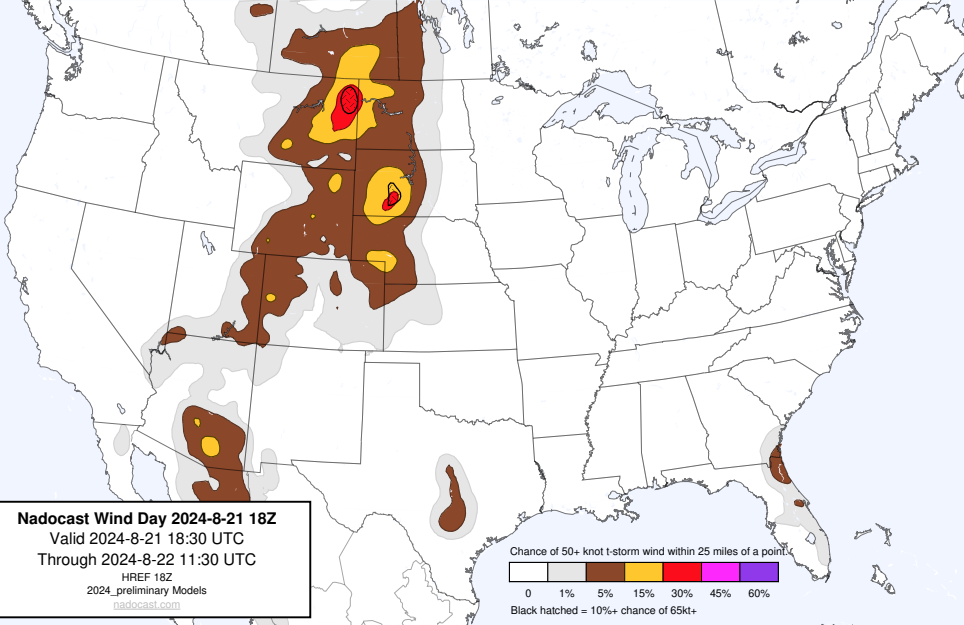 Nadocast Wind Day 2024-8-21 18Z
Valid 2024-8-21 18:30 UTC
Through 2024-8-22 11:30 UTC
HREF 18Z
2024_preliminary Models
nadocast.com
Chance of 50+ knot t-storm wind within 25 miles of a point.
0 1% 5% 15% 30% 45% 60%
Black hatched = 10%+ chance of 65kt+